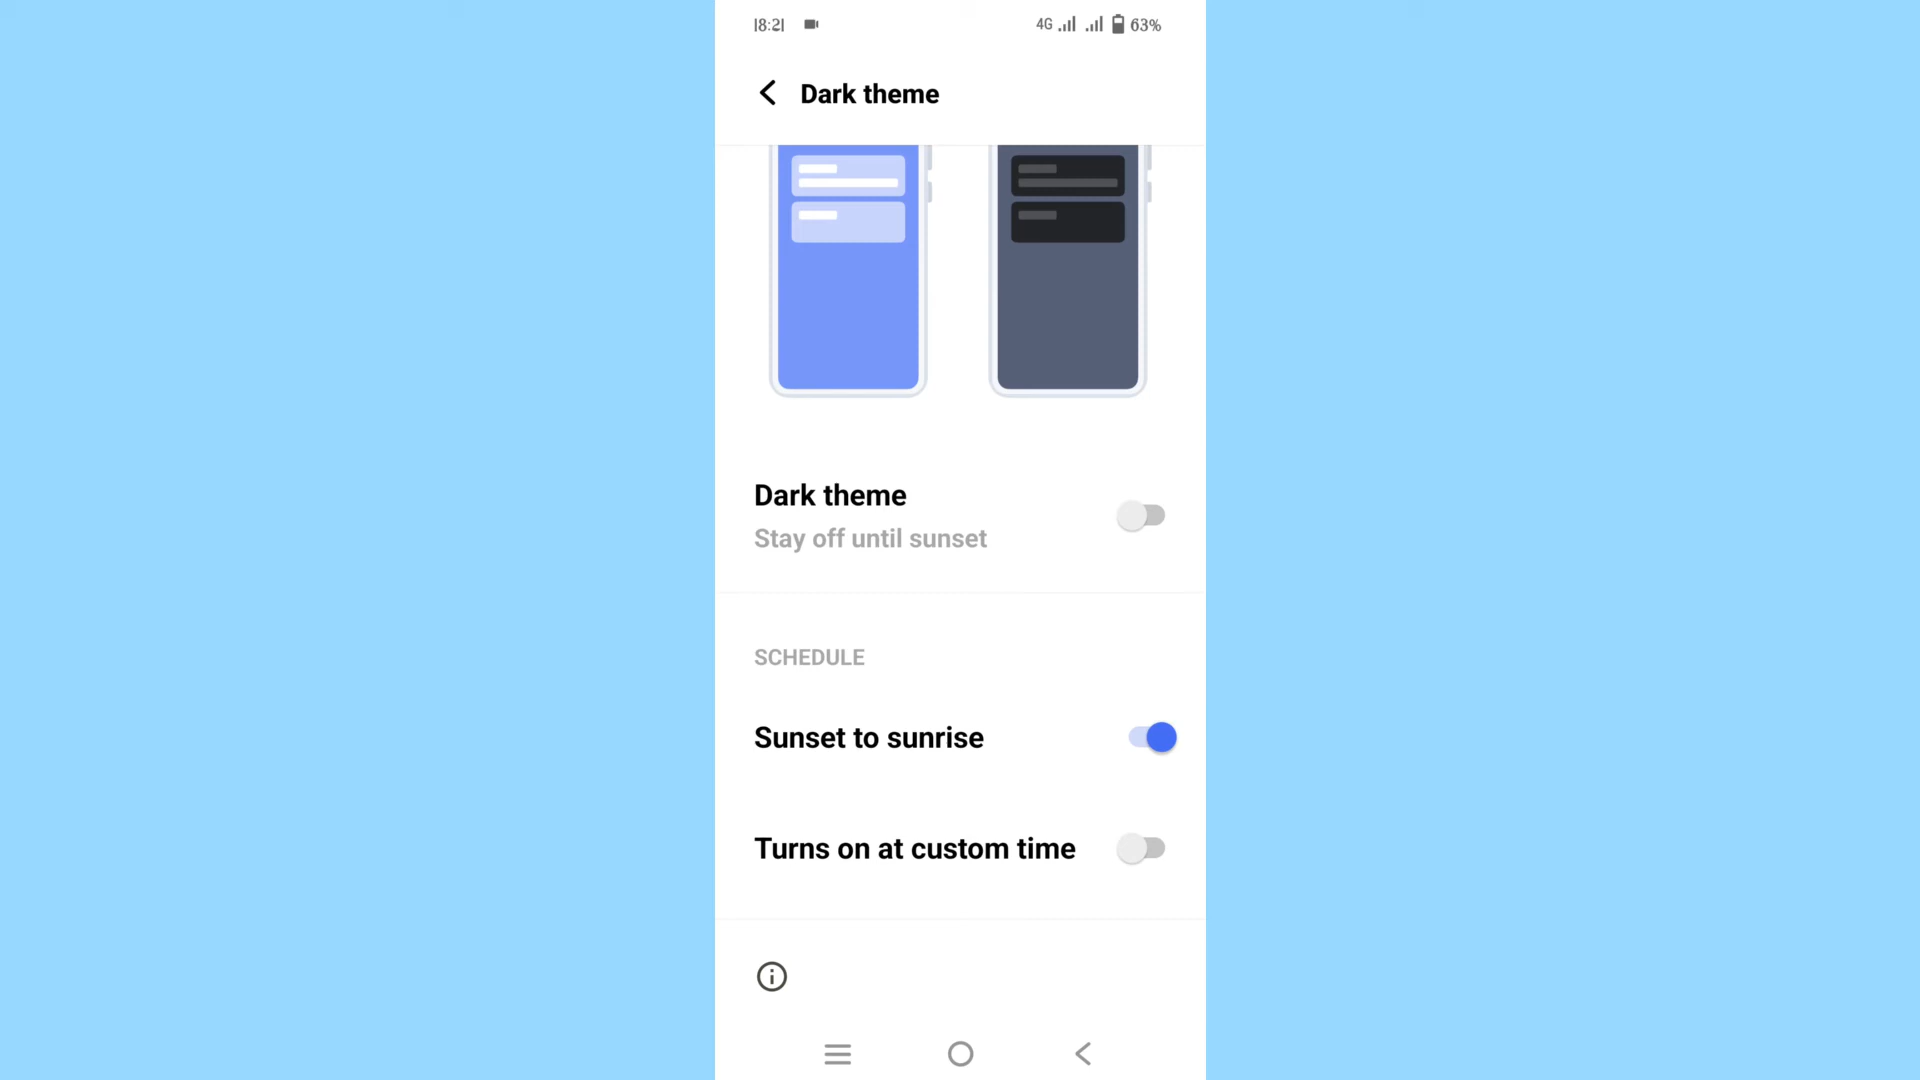 18:21 4G 63%
Dark theme
Dark theme
Stay off until sunset
SCHEDULE
Sunset to sunrise
Turns on at custom time